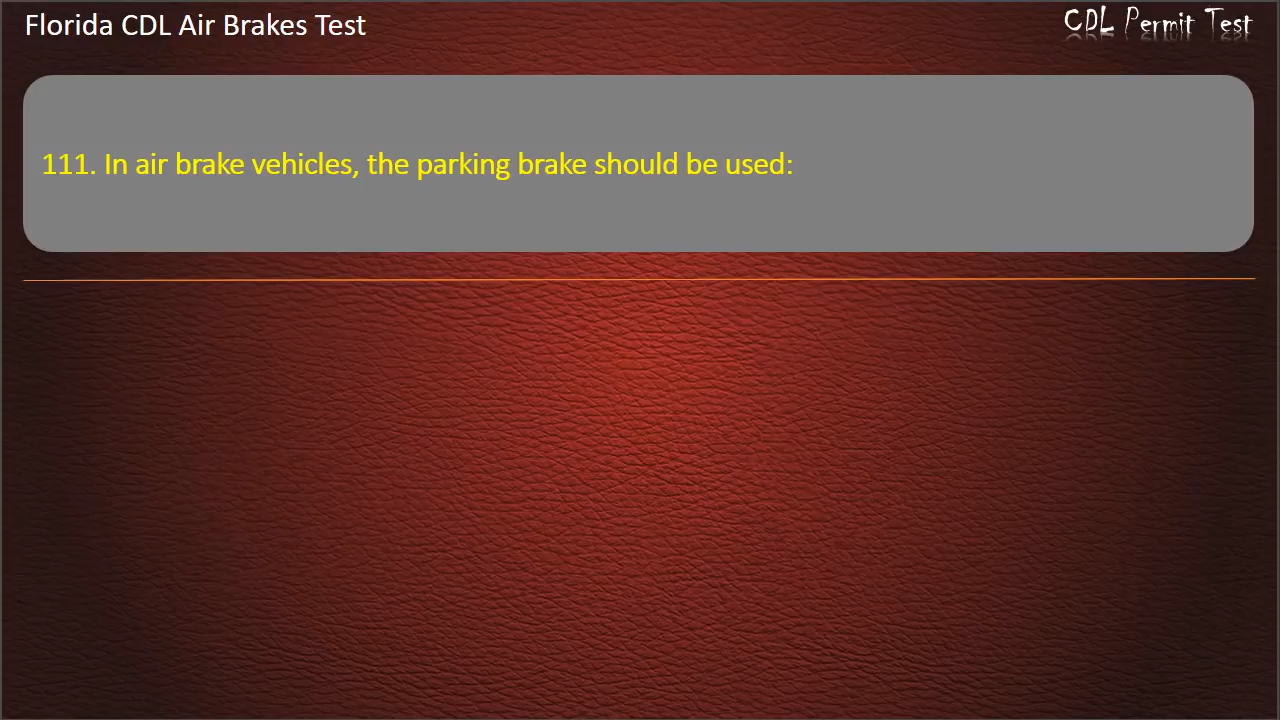 Florida CDL Air Brakes Test
CDL Permit Test
111. In air brake vehicles, the parking brake should be used: